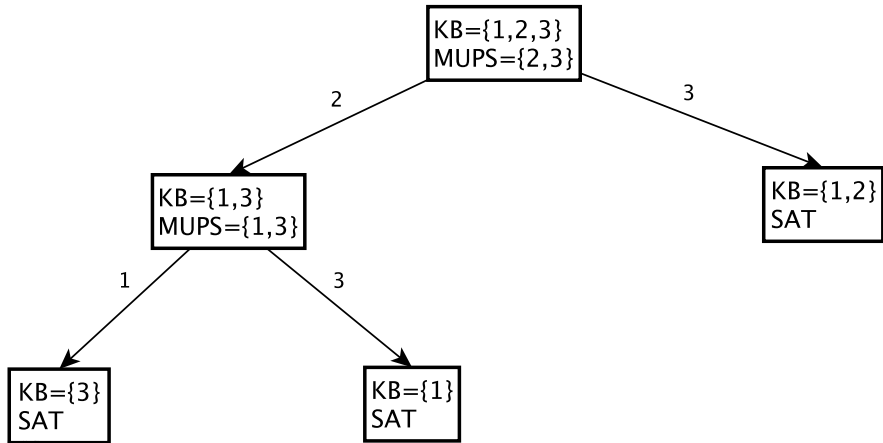 KB={1,2,3}
MUPS={2,3}
2
3
KB={1,3}
MUPS={1,3}
KB={1,2}
SAT
1
3
KB={3}
SAT
KB={1}
SAT